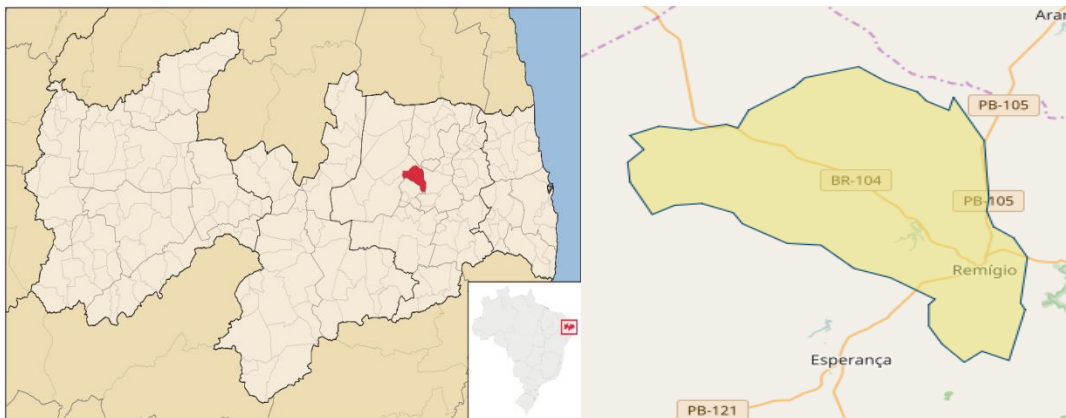 Arar
PB-105
BR-104
PB-105
Remígio
Esperança
PB-121